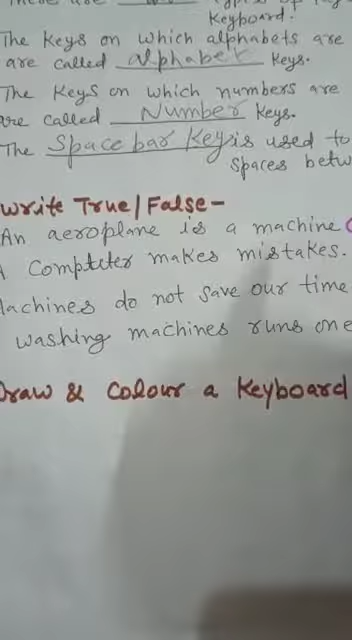 Keyboard.
The Keys on which alphabets are
are called alphabet Keys.
The Keys on which numbers are
are called Number Keys.
The Space bar Key is used to
Spaces betw
Write True/False-
An aeroplane is a machine
A Computer makes mistakes.
Machines do not save our time
washing machines runs on e
Draw & Colour a Keyboard